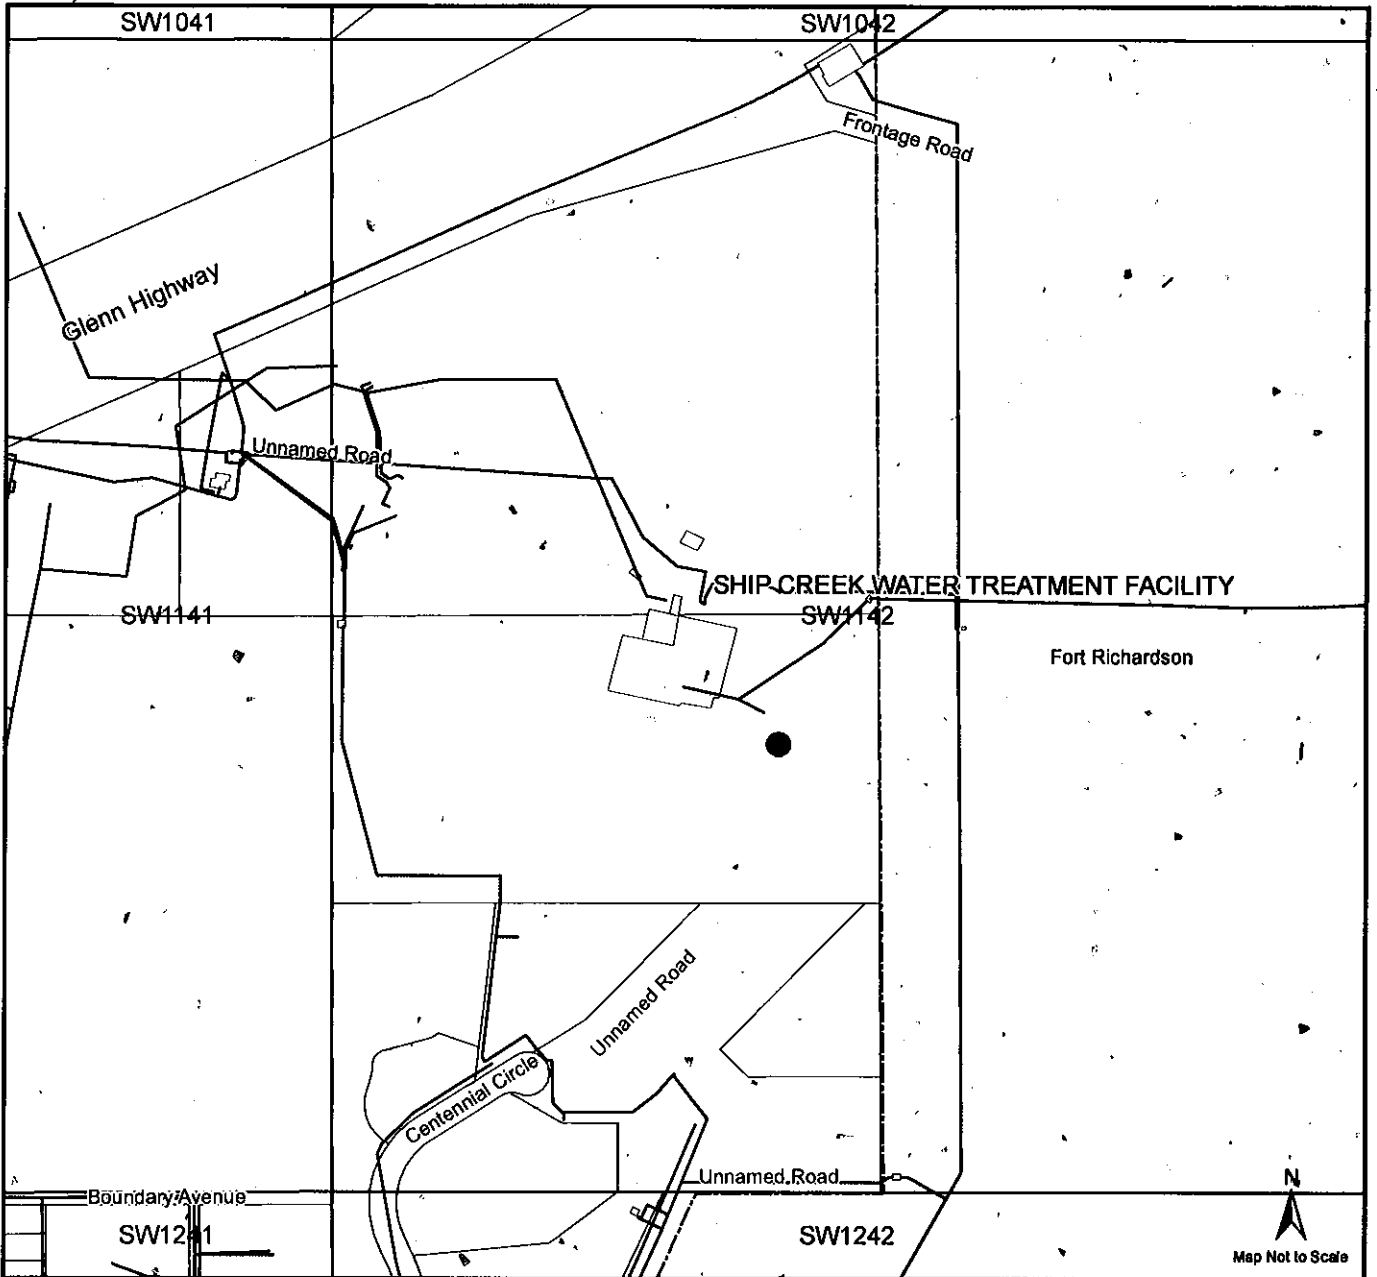 SW1041
SW1042
Frontage Road
Glenn Highway
Unnamed Road
SHIP CREEK WATER TREATMENT FACILITY
SW1141
SW1142
Fort Richardson
Unnamed Road
Centennial Circle
Unnamed Road
Boundary Avenue
N
SW1241
SW1242
Map Not to Scale